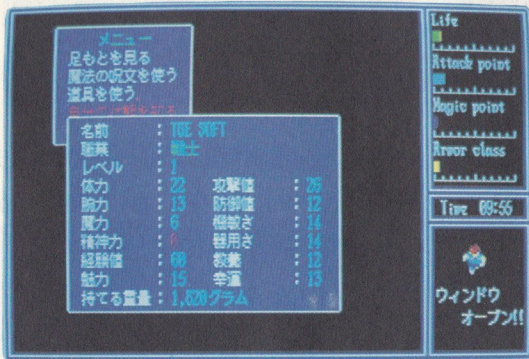 メニュー
足もとを見る
魔法の呪文を使う
道具を使う
名前 : TGE SOFT
職業 : 戦士
レベル : 1
体力 : 22 攻撃値 : 26
腕力 : 13 防御値 : 12
魔力 : 6 機敏さ : 14
精神力 : 8 器用さ : 14
経験値 : 60 教養 : 12
魅力 : 15 幸運 : 13
持てる重量 : 1,820グラム
Life
Attack point
Magic point
Armor class
Time 09:55
ウィンドウ
オープン!!